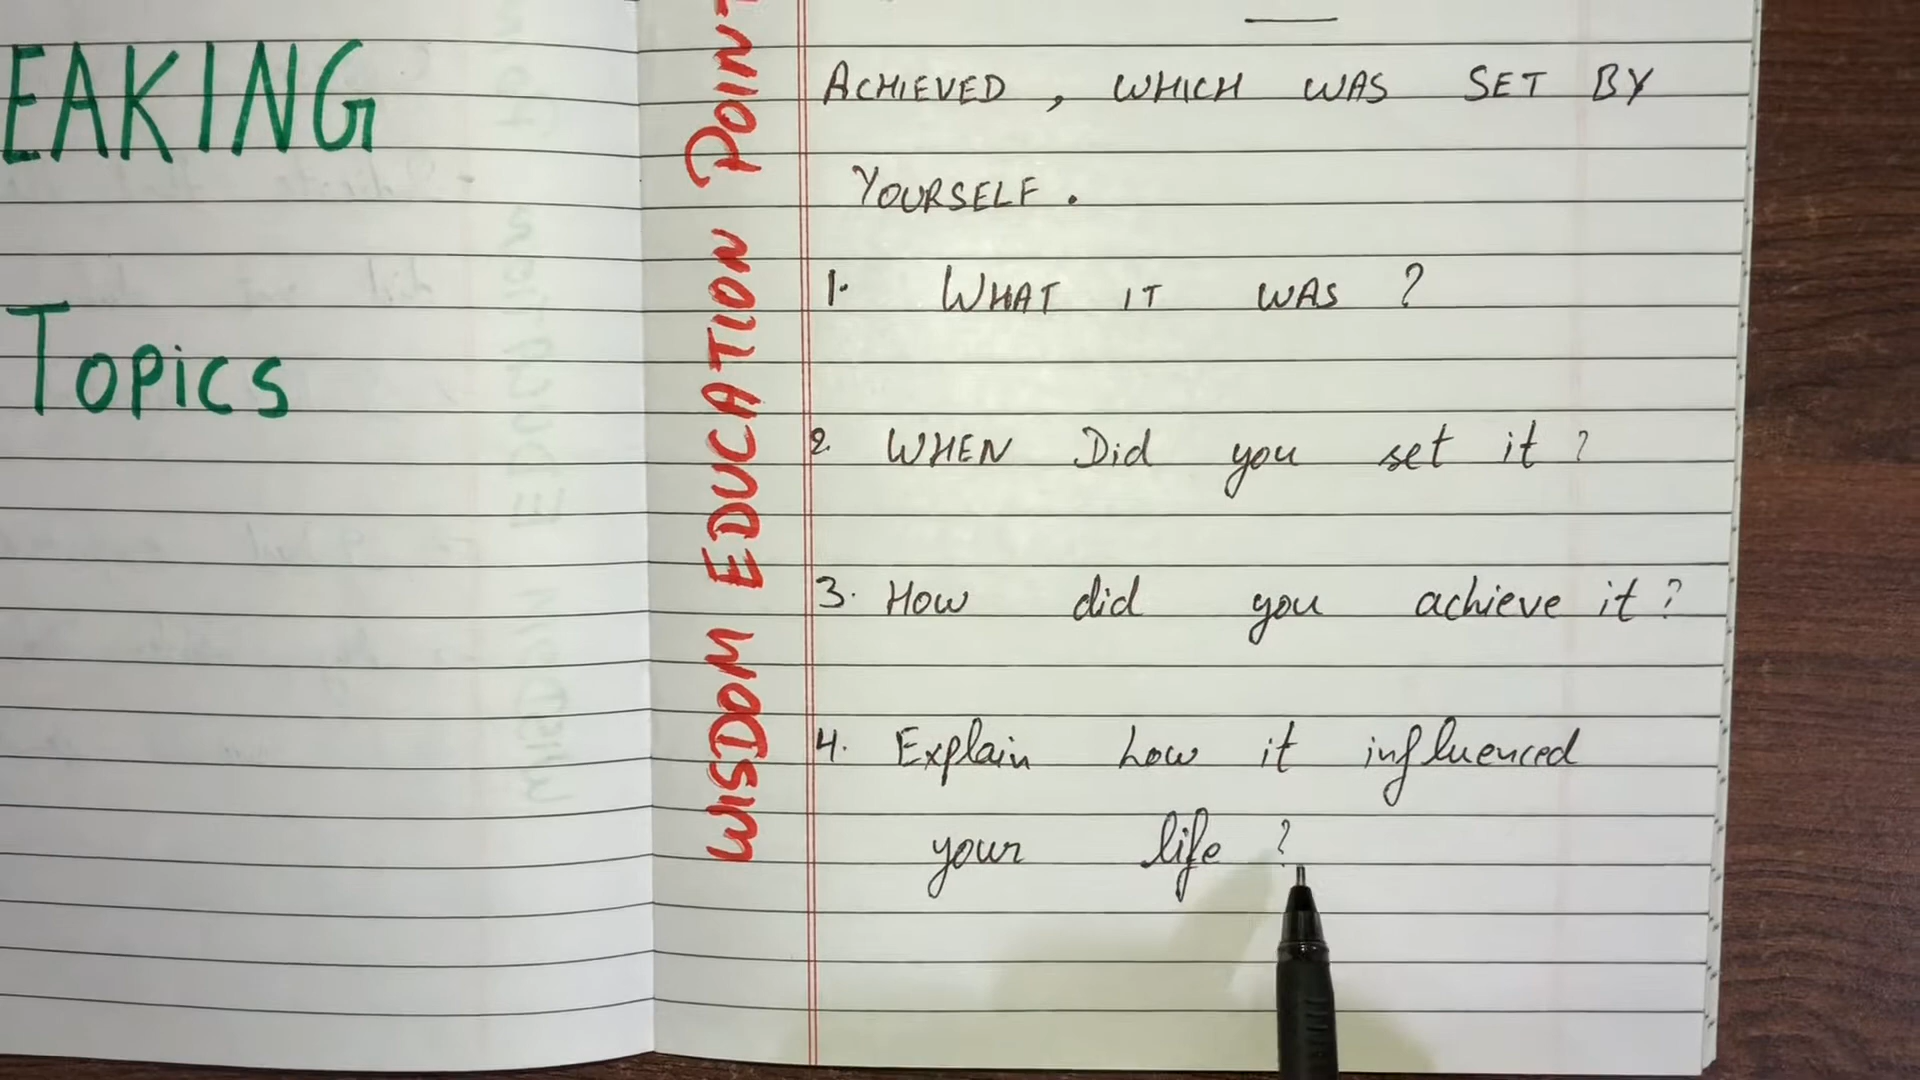 EAKING
Topics
WISDOM EDUCATION POINT
ACHIEVED, WHICH WAS SET BY
YOURSELF.
1. WHAT IT WAS ?
2. WHEN Did you set it ?
3. How did you achieve it ?
4. Explain how it influenced
your life ?